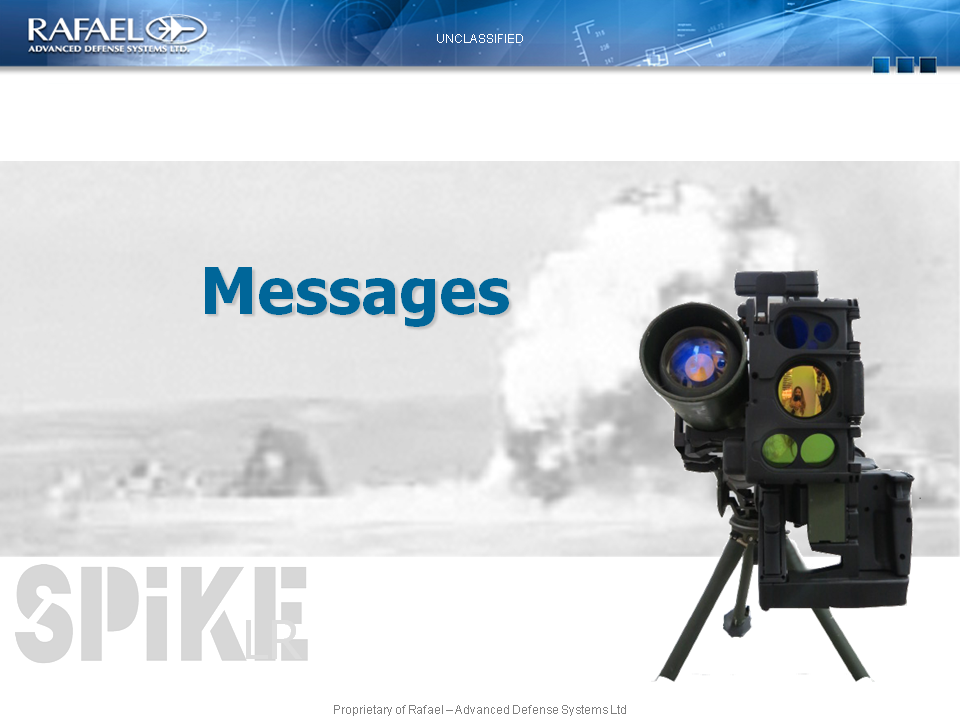 RAFAEL
ADVANCED DEFENSE SYSTEMS LTD.
UNCLASSIFIED
Messages
SPiKE
LR
Proprietary of Rafael – Advanced Defense Systems Ltd